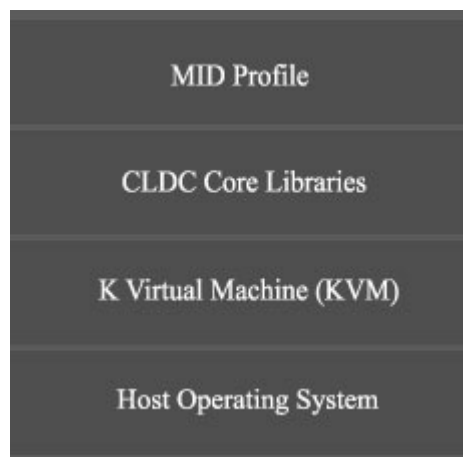 MID Profile
CLDC Core Libraries
K Virtual Machine (KVM)
Host Operating System